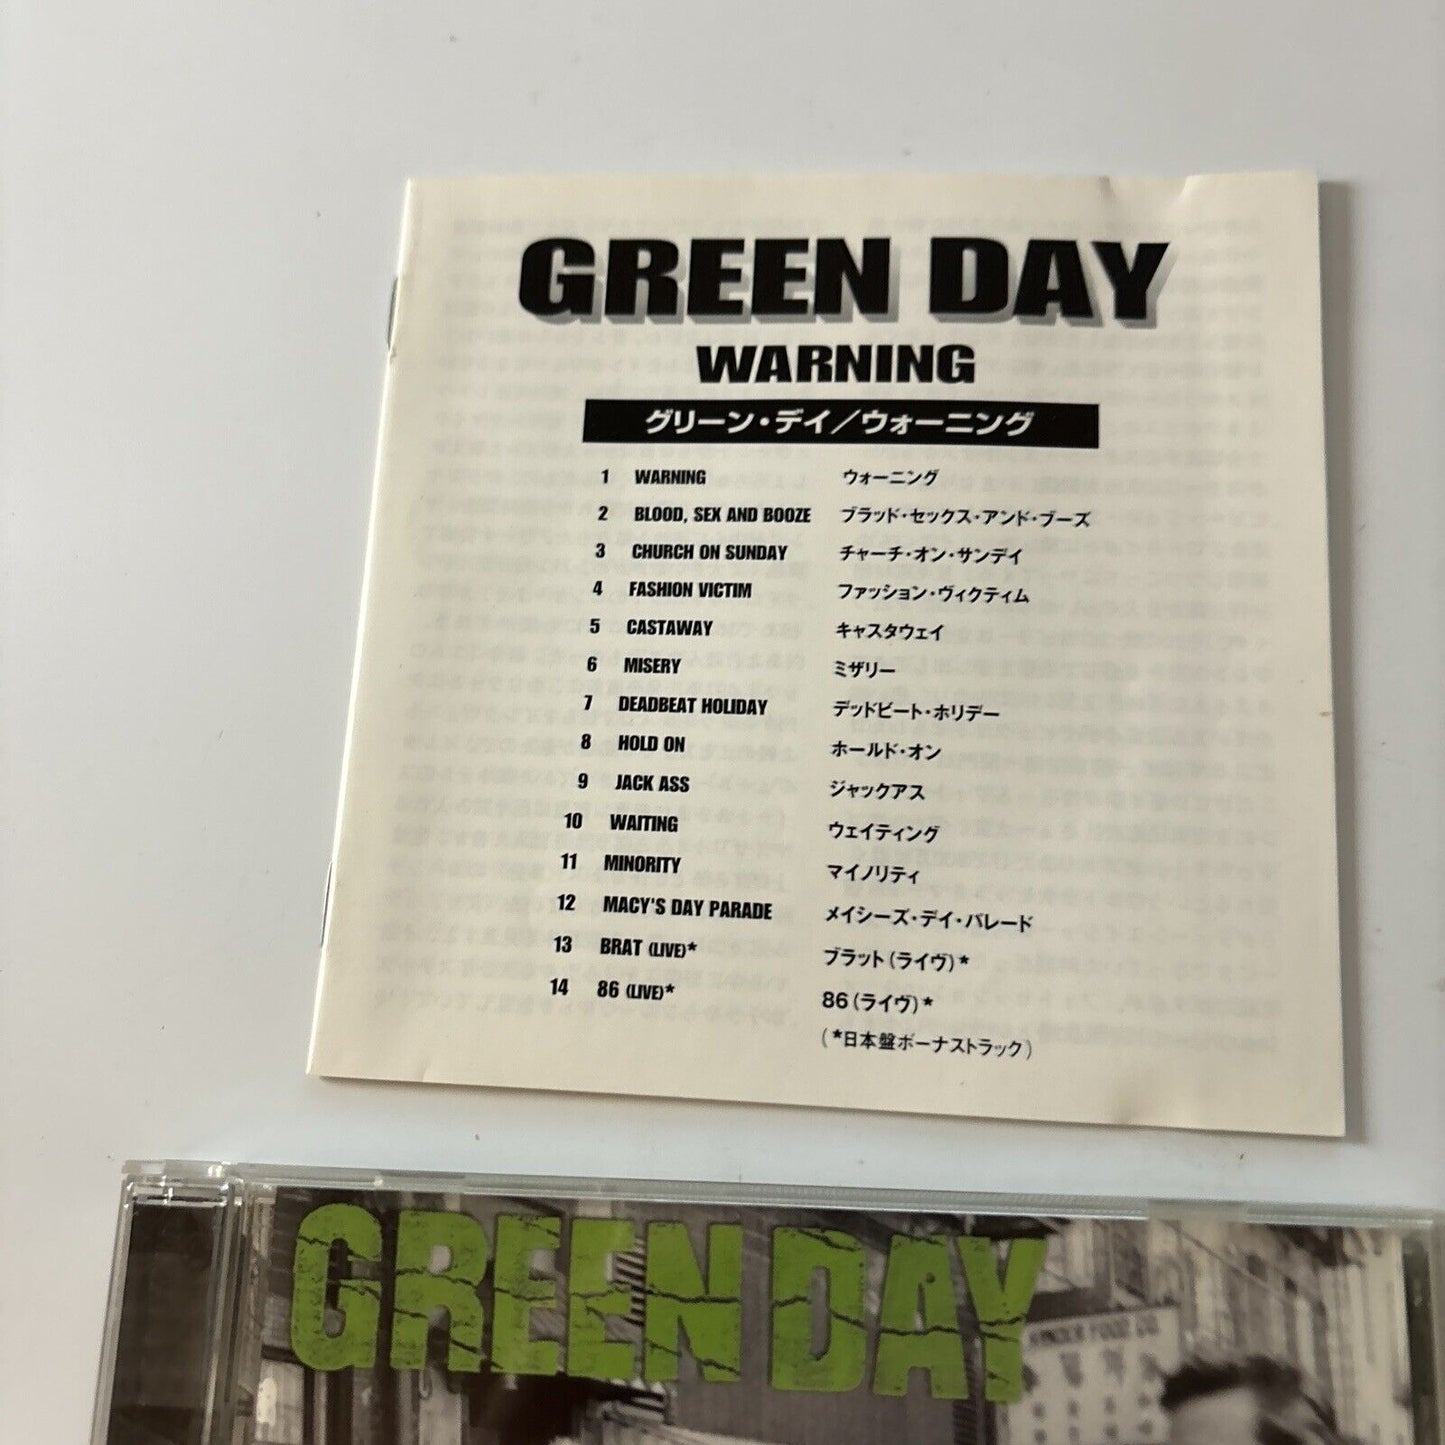 GREEN DAY
WARNING
グリーン・デイ／ウォーニング
1 WARNING ウォーニング
2 BLOOD, SEX AND BOOZE ブラッド・セックス・アンド・ブーズ
3 CHURCH ON SUNDAY チャーチ・オン・サンデイ
4 FASHION VICTIM ファッション・ヴィクティム
5 CASTAWAY キャスタウェイ
6 MISERY ミザリー
7 DEADBEAT HOLIDAY デッドビート・ホリデー
8 HOLD ON ホールド・オン
9 JACK ASS ジャックアス
10 WAITING ウェイティング
11 MINORITY マイノリティ
12 MACY'S DAY PARADE メイシーズ・デイ・パレード
13 BRAT (LIVE)* ブラット(ライヴ)*
14 86 (LIVE)* 86(ライヴ)*
(*日本盤ボーナストラック)
GREEN DAY
FOOD CO.